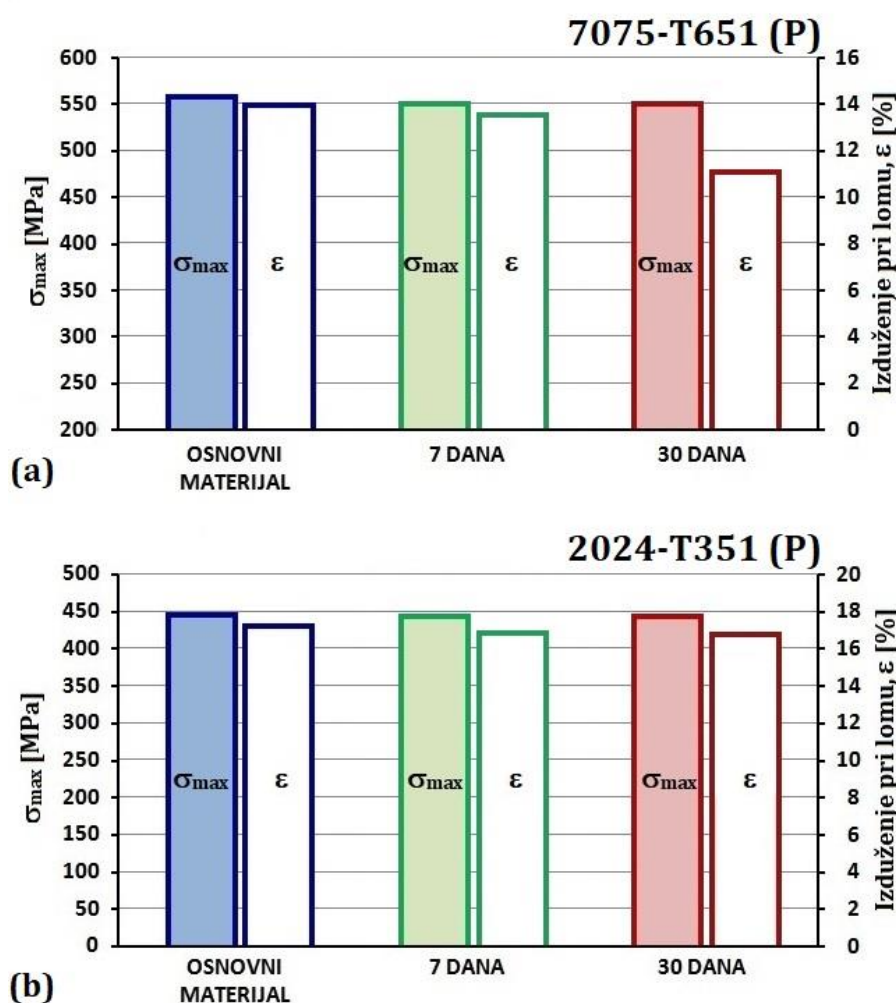 7075-T651 (P)
600
550
500
450
400
350
300
250
200
σmax [MPa]
16
14
12
10
8
6
4
2
0
Izduženje pri lomu, ε [%]
σmax ε σmax ε σmax ε
OSNOVNI MATERIJAL
7 DANA
30 DANA
(a)
2024-T351 (P)
500
450
400
350
300
250
200
150
100
50
0
σmax [MPa]
20
18
16
14
12
10
8
6
4
2
0
Izduženje pri lomu, ε [%]
σmax ε σmax ε σmax ε
OSNOVNI MATERIJAL
7 DANA
30 DANA
(b)